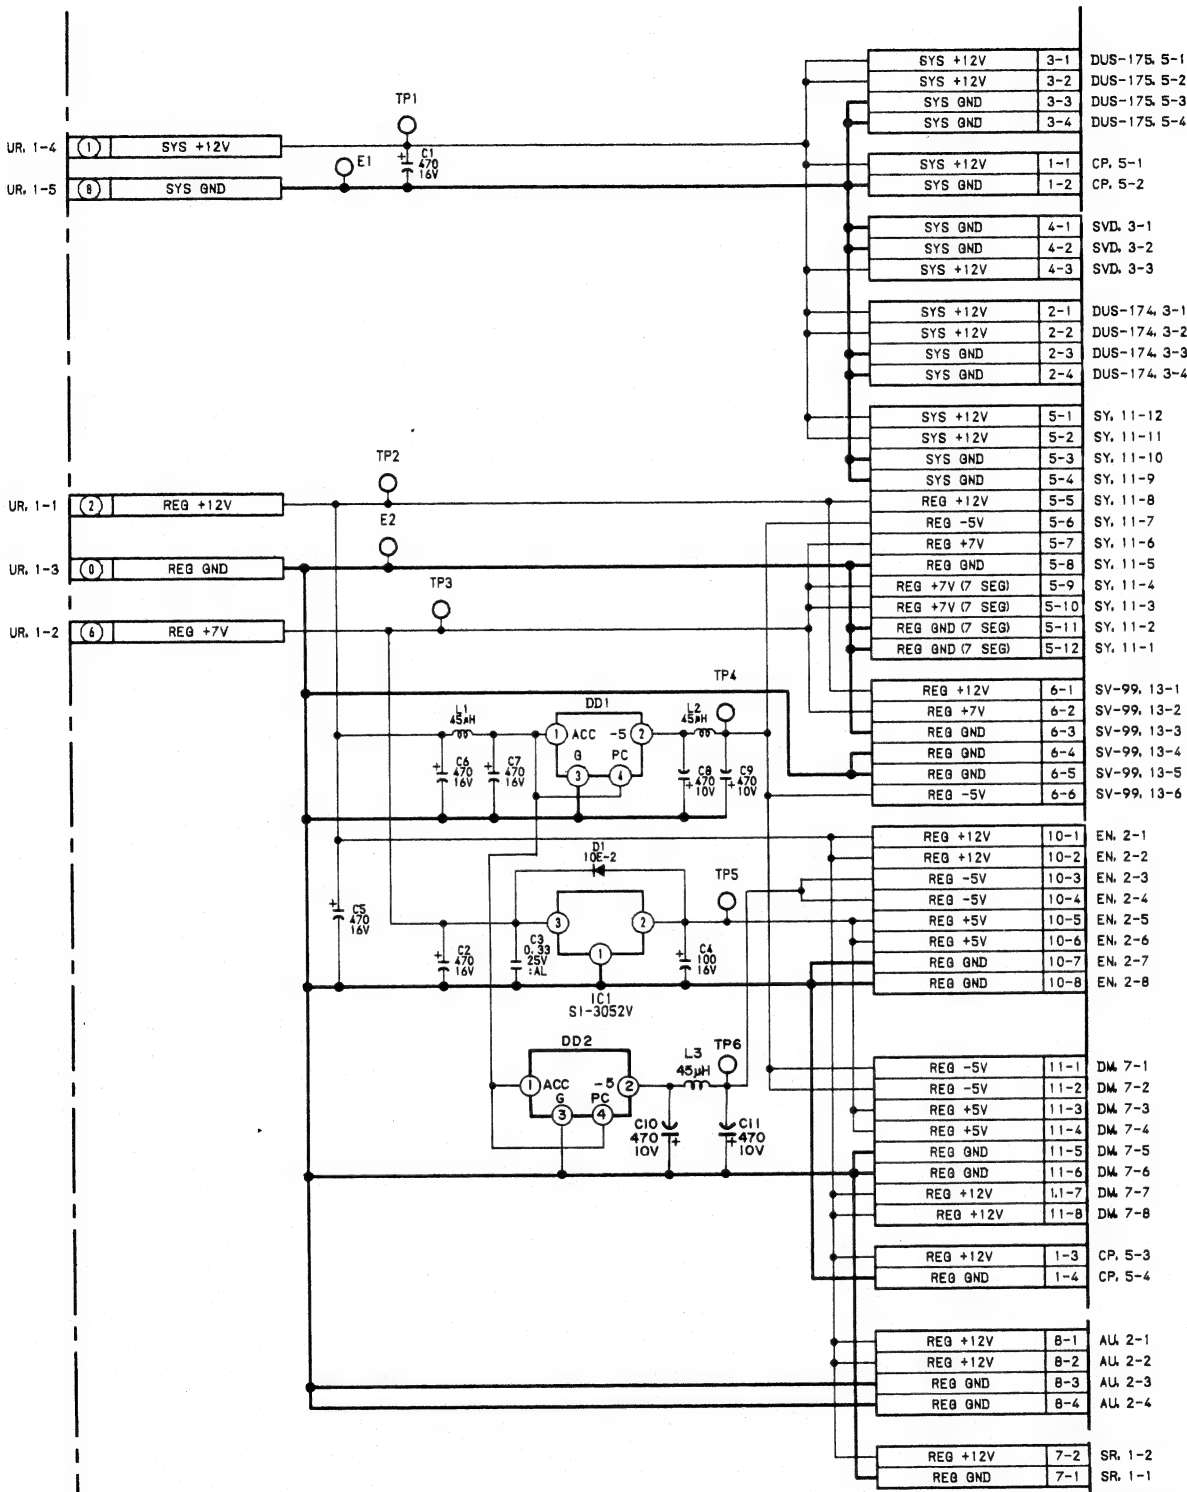 SYS +12V 3-1 DUS-175. 5-1
SYS +12V 3-2 DUS-175. 5-2
SYS GND 3-3 DUS-175. 5-3
SYS GND 3-4 DUS-175. 5-4
TP1
UR. 1-4 1 SYS +12V
E1
+ C1
470
16V
SYS +12V 1-1 CP. 5-1
UR. 1-5 8 SYS GND
SYS GND 1-2 CP. 5-2
SYS GND 4-1 SVD. 3-1
SYS GND 4-2 SVD. 3-2
SYS +12V 4-3 SVD. 3-3
SYS +12V 2-1 DUS-174. 3-1
SYS +12V 2-2 DUS-174. 3-2
SYS GND 2-3 DUS-174. 3-3
SYS GND 2-4 DUS-174. 3-4
SYS +12V 5-1 SY. 11-12
SYS +12V 5-2 SY. 11-11
SYS GND 5-3 SY. 11-10
SYS GND 5-4 SY. 11-9
TP2
UR. 1-1 2 REG +12V
REG +12V 5-5 SY. 11-8
E2
REG -5V 5-6 SY. 11-7
REG +7V 5-7 SY. 11-6
UR. 1-3 0 REG GND
REG GND 5-8 SY. 11-5
TP3
REG +7V (7 SEG) 5-9 SY. 11-4
REG +7V (7 SEG) 5-10 SY. 11-3
UR. 1-2 6 REG +7V
REG GND (7 SEG) 5-11 SY. 11-2
REG GND (7 SEG) 5-12 SY. 11-1
TP4
REG +12V 6-1 SV-99. 13-1
REG +7V 6-2 SV-99. 13-2
REG GND 6-3 SV-99. 13-3
REG GND 6-4 SV-99. 13-4
REG GND 6-5 SV-99. 13-5
REG -5V 6-6 SV-99. 13-6
L1
45µH
DD1
L2
45µH
1 ACC -5 2
G PC
3 4
+ C6
470
16V
+ C7
470
16V
C8
470
+ 10V
C9
470
+ 10V
REG +12V 10-1 EN. 2-1
REG +12V 10-2 EN. 2-2
REG -5V 10-3 EN. 2-3
REG -5V 10-4 EN. 2-4
REG +5V 10-5 EN. 2-5
REG +5V 10-6 EN. 2-6
REG GND 10-7 EN. 2-7
REG GND 10-8 EN. 2-8
D1
10E-2
TP5
+ C5
470
16V
3 2
1
+ C2
470
16V
C3
0.33
25V
:AL
+ C4
100
16V
IC1
SI-3052V
DD2
L3
45µH
TP6
1 ACC -5 2
G PC
3 4
C10
470 +
10V
C11
+ 470
10V
REG -5V 11-1 DM. 7-1
REG -5V 11-2 DM. 7-2
REG +5V 11-3 DM. 7-3
REG +5V 11-4 DM. 7-4
REG GND 11-5 DM. 7-5
REG GND 11-6 DM. 7-6
REG +12V 11-7 DM. 7-7
REG +12V 11-8 DM. 7-8
REG +12V 1-3 CP. 5-3
REG GND 1-4 CP. 5-4
REG +12V 8-1 AU. 2-1
REG +12V 8-2 AU. 2-2
REG GND 8-3 AU. 2-3
REG GND 8-4 AU. 2-4
REG +12V 7-2 SR. 1-2
REG GND 7-1 SR. 1-1